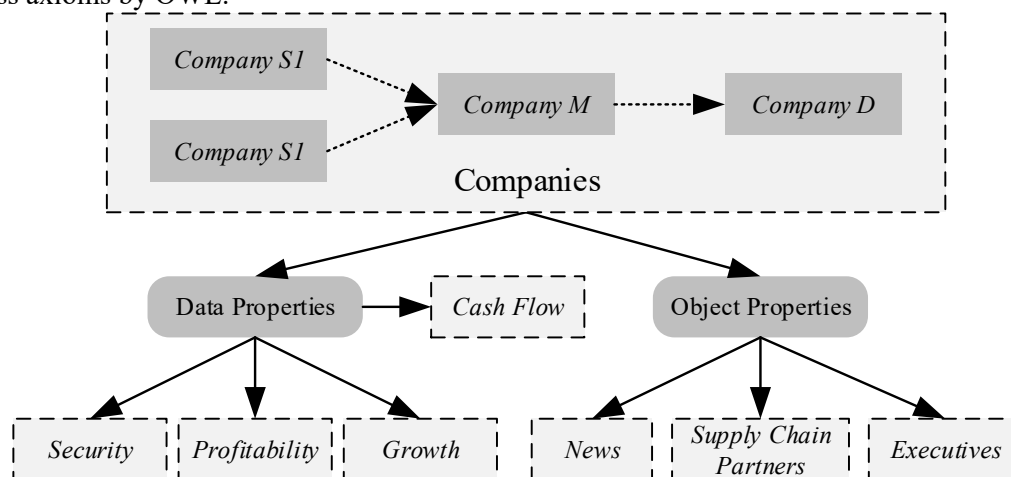 ss axioms by OWL.
Company S1
Company M
Company D
Company S1
Companies
Data Properties
Cash Flow
Object Properties
Security
Profitability
Growth
News
Supply Chain
Partners
Executives